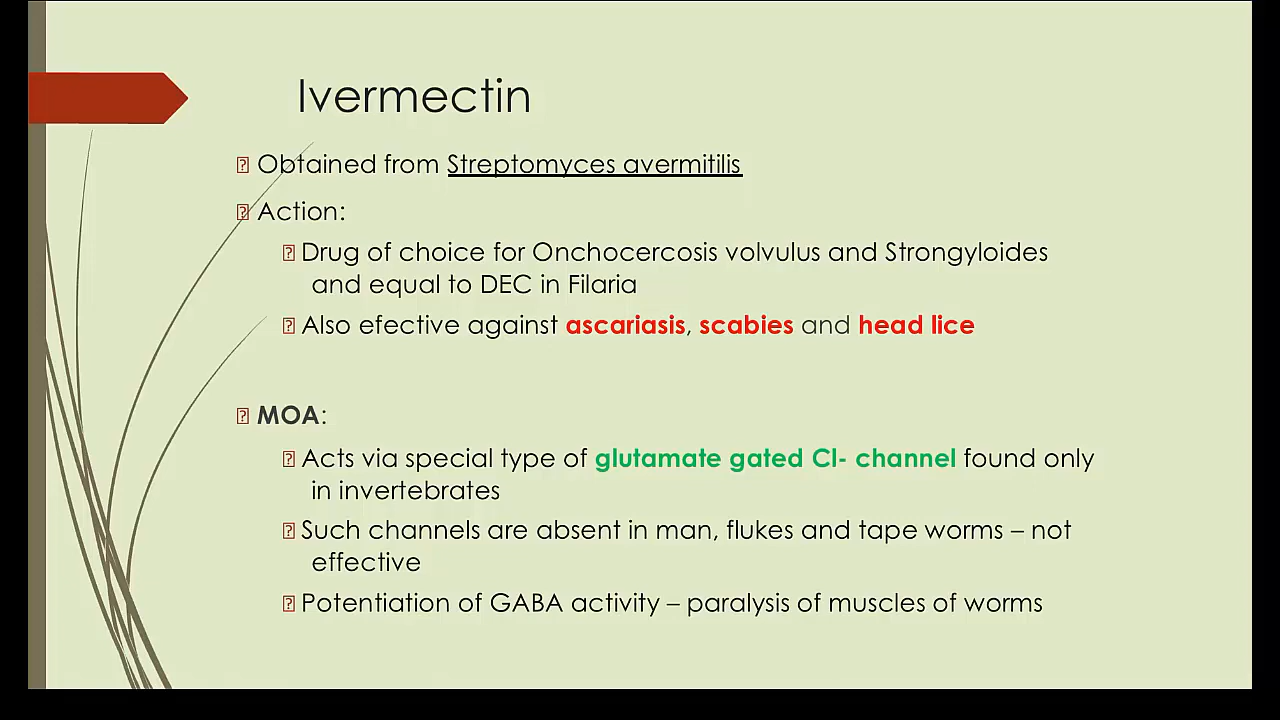 Ivermectin
Obtained from Streptomyces avermitilis
Action:
Drug of choice for Onchocercosis volvulus and Strongyloides
and equal to DEC in Filaria
Also efective against ascariasis, scabies and head lice
MOA:
Acts via special type of glutamate gated Cl- channel found only
in invertebrates
Such channels are absent in man, flukes and tape worms – not
effective
Potentiation of GABA activity – paralysis of muscles of worms